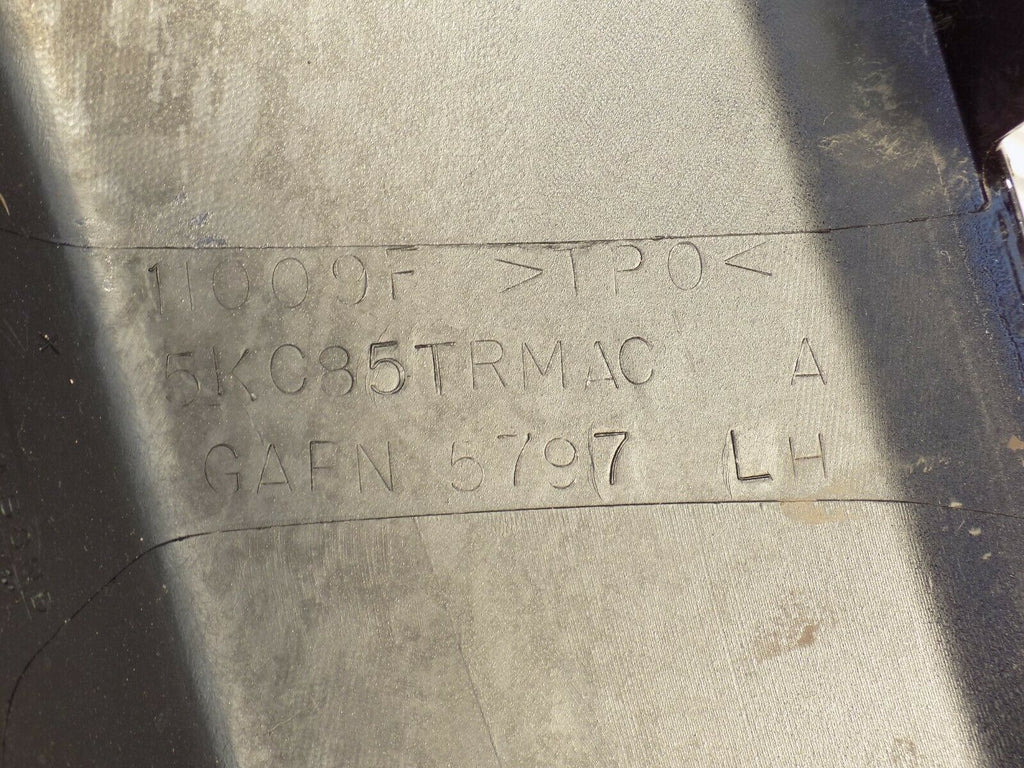 11009F >TPO<
5KC85TRMAC A
GAFN 5797 LH